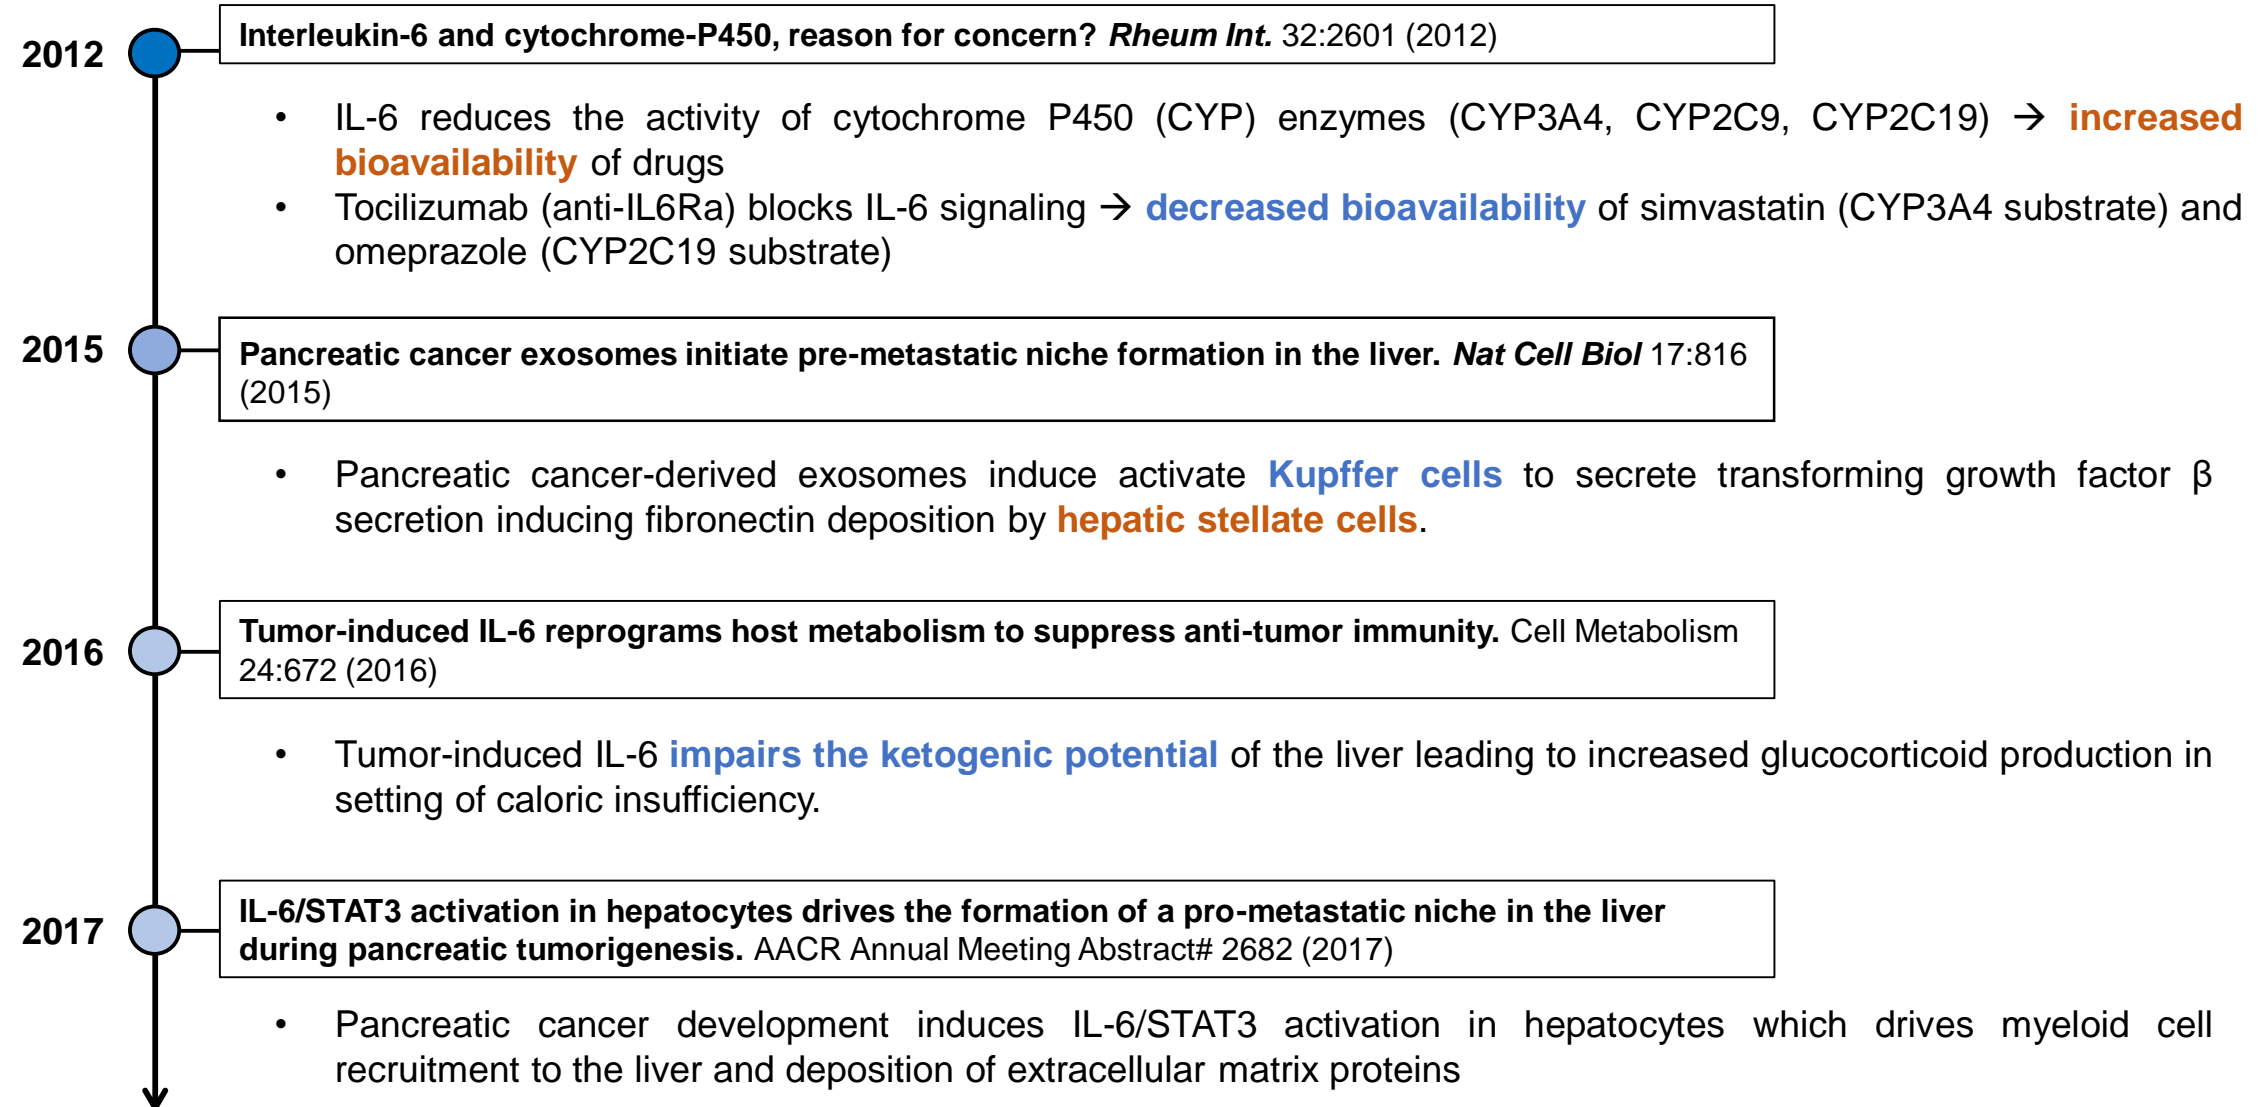 2012
Interleukin-6 and cytochrome-P450, reason for concern? Rheum Int. 32:2601 (2012)
• IL-6 reduces the activity of cytochrome P450 (CYP) enzymes (CYP3A4, CYP2C9, CYP2C19) → increased
bioavailability of drugs
• Tocilizumab (anti-IL6Ra) blocks IL-6 signaling → decreased bioavailability of simvastatin (CYP3A4 substrate) and
omeprazole (CYP2C19 substrate)
2015
Pancreatic cancer exosomes initiate pre-metastatic niche formation in the liver. Nat Cell Biol 17:816
(2015)
• Pancreatic cancer-derived exosomes induce activate Kupffer cells to secrete transforming growth factor β
secretion inducing fibronectin deposition by hepatic stellate cells.
2016
Tumor-induced IL-6 reprograms host metabolism to suppress anti-tumor immunity. Cell Metabolism
24:672 (2016)
• Tumor-induced IL-6 impairs the ketogenic potential of the liver leading to increased glucocorticoid production in
setting of caloric insufficiency.
2017
IL-6/STAT3 activation in hepatocytes drives the formation of a pro-metastatic niche in the liver
during pancreatic tumorigenesis. AACR Annual Meeting Abstract# 2682 (2017)
• Pancreatic cancer development induces IL-6/STAT3 activation in hepatocytes which drives myeloid cell
recruitment to the liver and deposition of extracellular matrix proteins